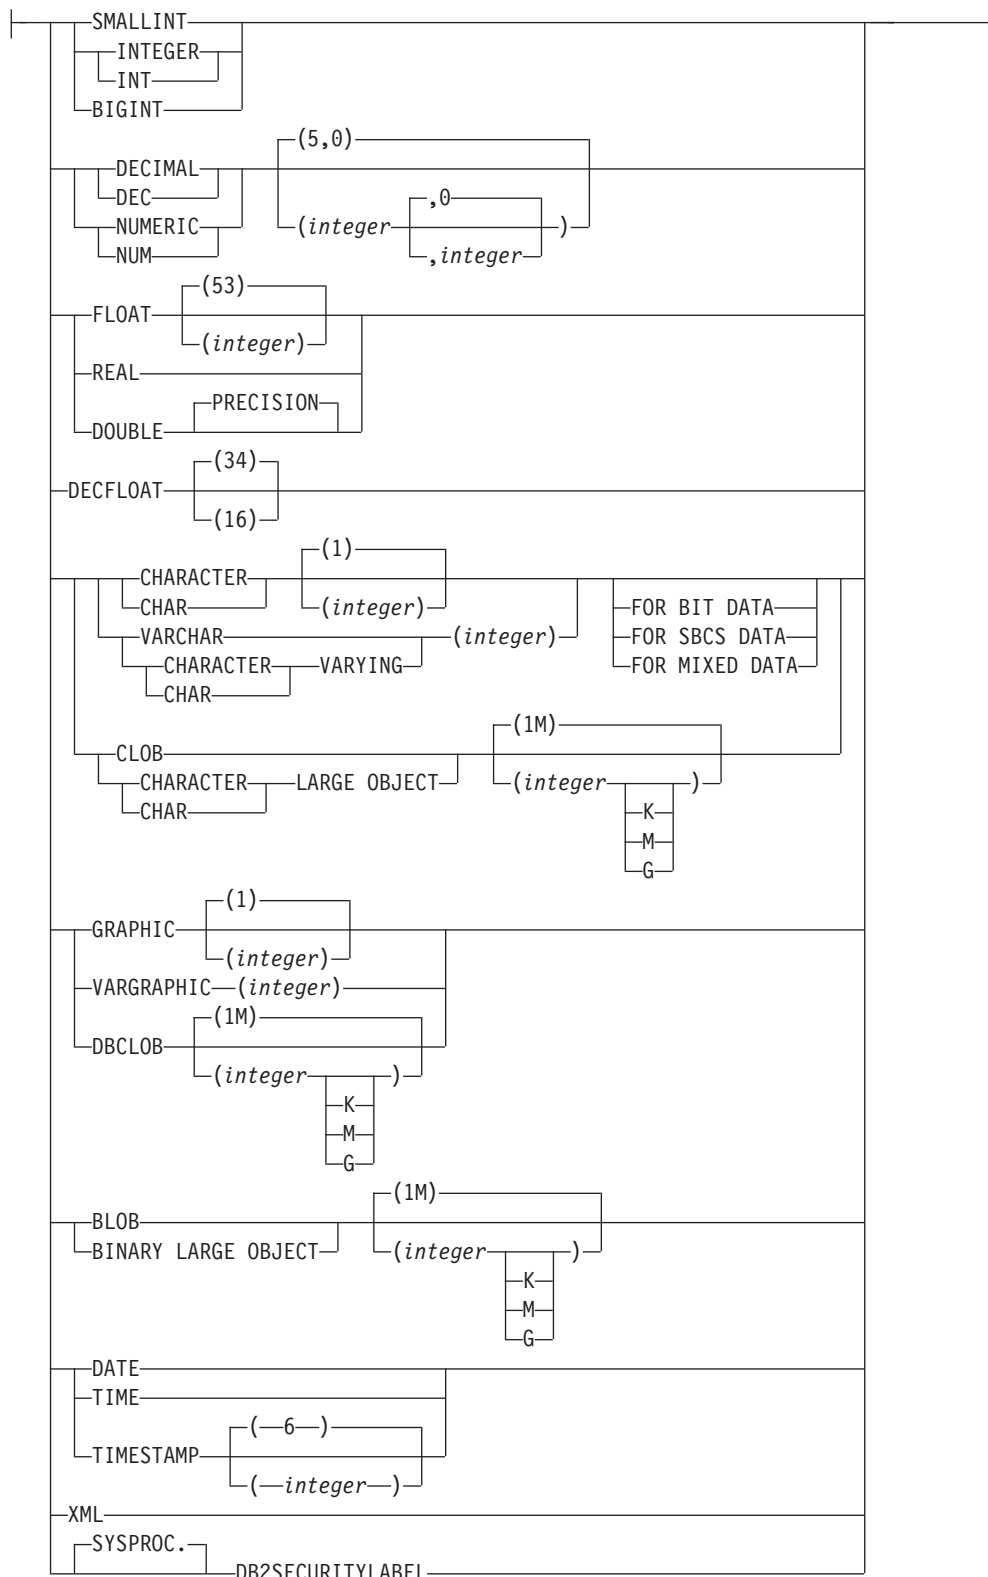 SMALLINT
INTEGER
INT
BIGINT
(5,0)
DECIMAL
DEC
,0
NUMERIC
(integer )
NUM
,integer
(53)
FLOAT
(integer)
REAL
PRECISION
DOUBLE
(34)
DECFLOAT
(16)
(1)
CHARACTER
CHAR
(integer)
FOR BIT DATA
VARCHAR
(integer)
FOR SBCS DATA
CHARACTER
VARYING
FOR MIXED DATA
CHAR
(1M)
CLOB
CHARACTER
LARGE OBJECT
(integer )
CHAR
K
M
G
(1)
GRAPHIC
(integer)
VARGRAPHIC (integer)
(1M)
DBCLOB
(integer )
K
M
G
(1M)
BLOB
BINARY LARGE OBJECT
(integer )
K
M
G
DATE
TIME
( 6 )
TIMESTAMP
( integer )
XML
SYSPROC.
DB2SECURITYLABEL